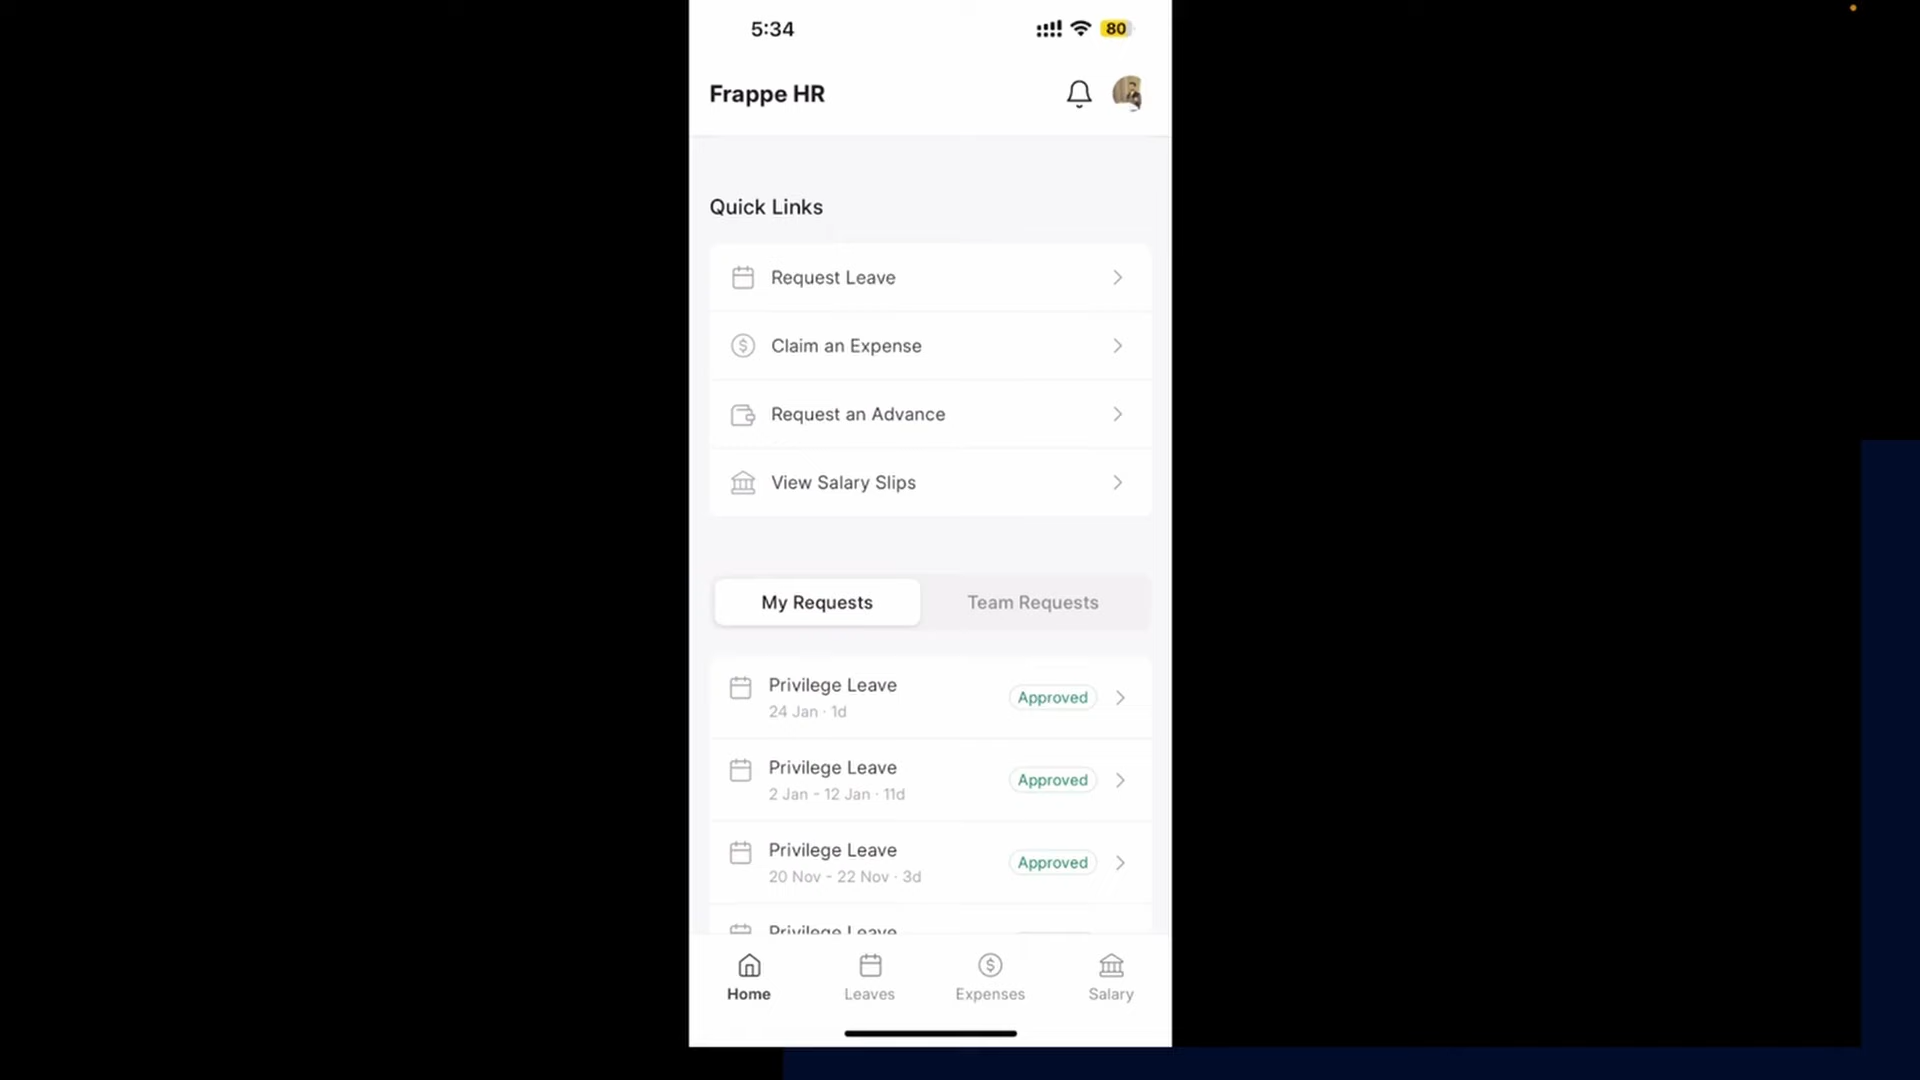 5:34
80
Frappe HR
Quick Links
Request Leave
Claim an Expense
Request an Advance
View Salary Slips
My Requests
Team Requests
Privilege Leave
Approved
24 Jan · 1d
Privilege Leave
Approved
2 Jan - 12 Jan · 11d
Privilege Leave
Approved
20 Nov - 22 Nov · 3d
Privilege Leave
Home
Leaves
Expenses
Salary